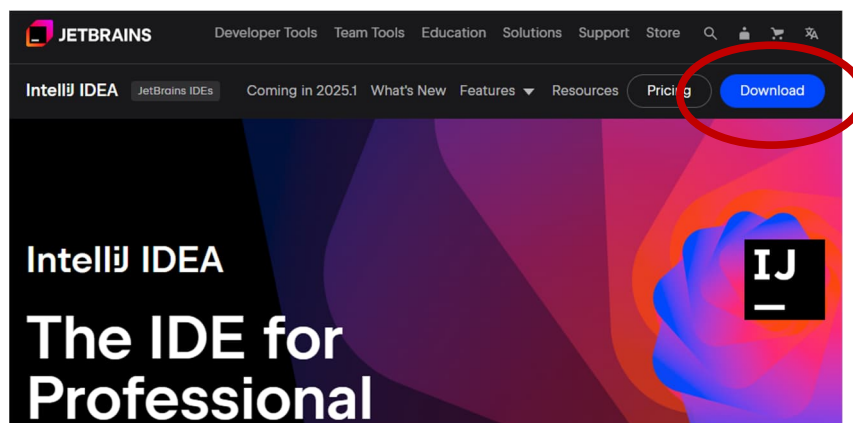 JETBRAINS Developer Tools Team Tools Education Solutions Support Store
IntelliJ IDEA JetBrains IDEs Coming in 2025.1 What's New Features Resources Pricing Download
IntelliJ IDEA
IJ
The IDE for
Professional